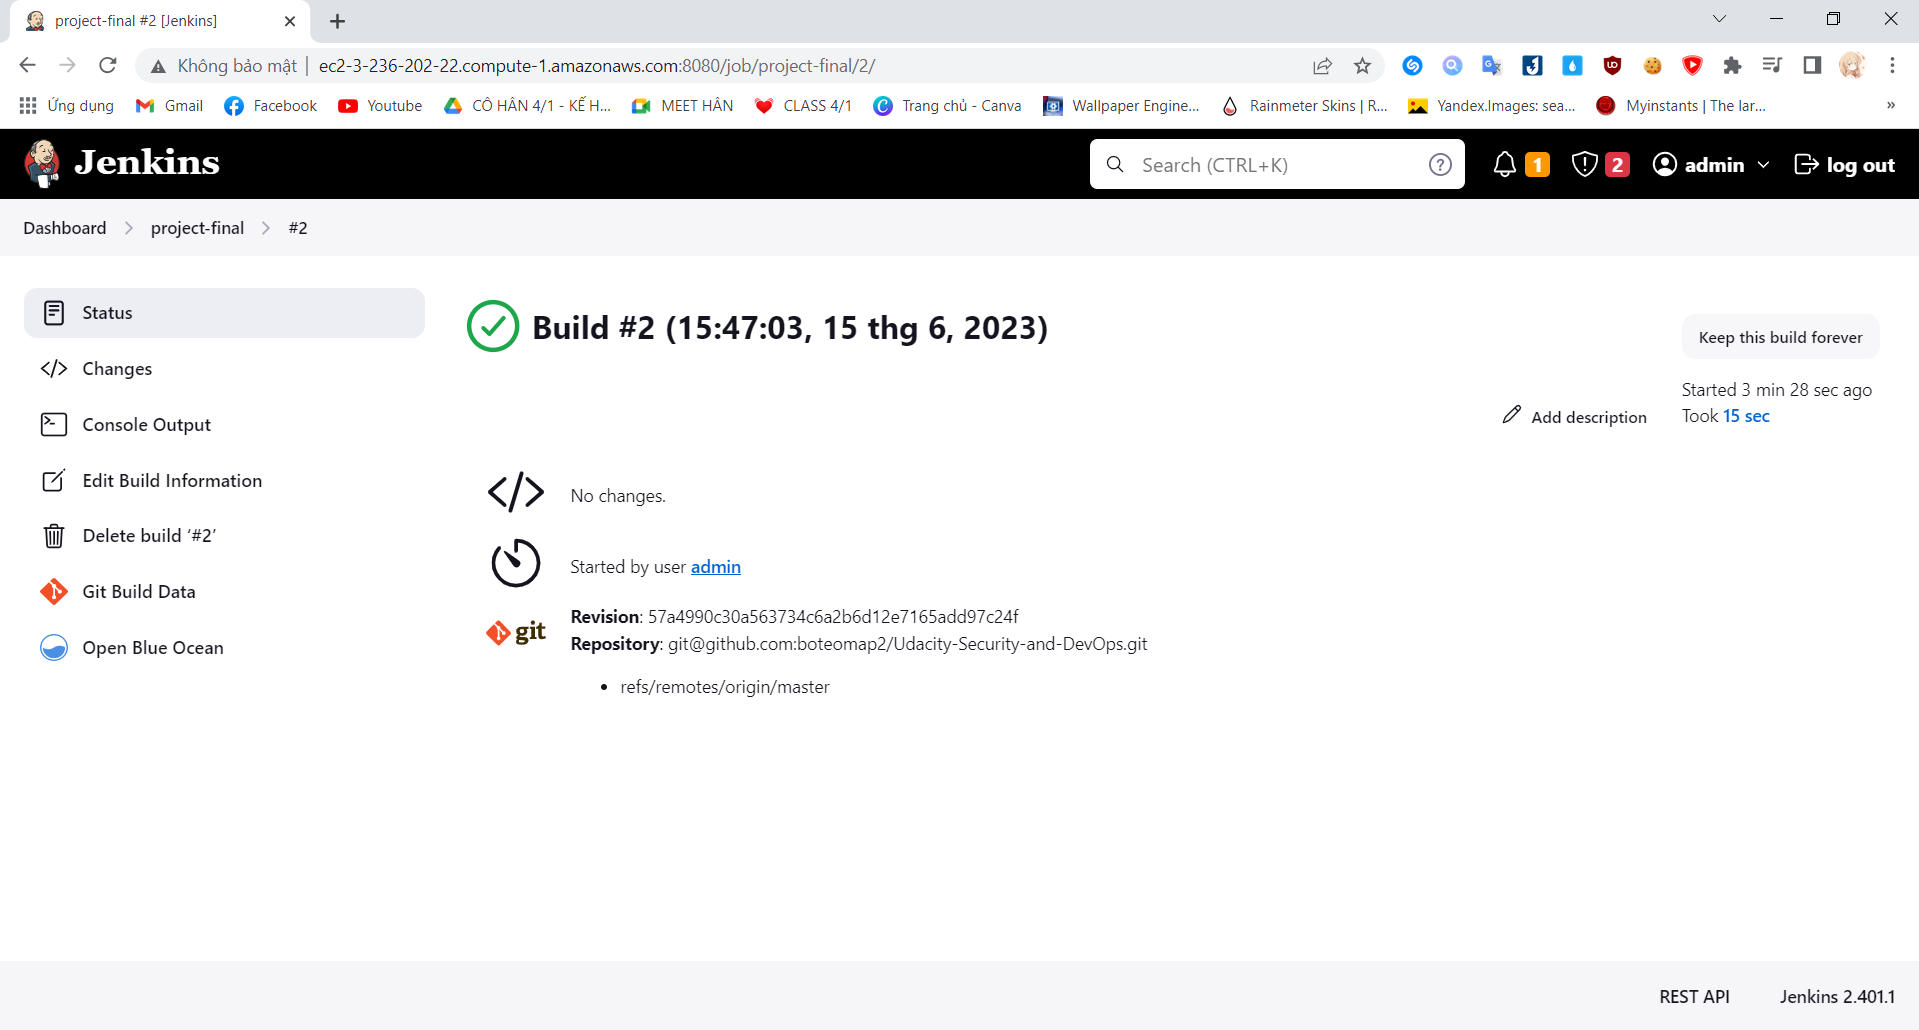 project-final #2 [Jenkins]
Không bảo mật
ec2-3-236-202-22.compute-1.amazonaws.com:8080/job/project-final/2/
Ứng dụng
Gmail
Facebook
Youtube
CÔ HÂN 4/1 - KẾ H...
MEET HÂN
CLASS 4/1
Trang chủ - Canva
Wallpaper Engine...
Rainmeter Skins | R...
Yandex.Images: sea...
Myinstants | The lar...
»
Jenkins
Search (CTRL+K)
?
1
2
admin
log out
Dashboard
project-final
#2
Status
Changes
Console Output
Edit Build Information
Delete build ‘#2’
Git Build Data
Open Blue Ocean
Build #2 (15:47:03, 15 thg 6, 2023)
Keep this build forever
Started 3 min 28 sec ago
Took 15 sec
Add description
No changes.
Started by user admin
git
Revision: 57a4990c30a563734c6a2b6d12e7165add97c24f
Repository: git@github.com:boteomap2/Udacity-Security-and-DevOps.git
• refs/remotes/origin/master
REST API
Jenkins 2.401.1